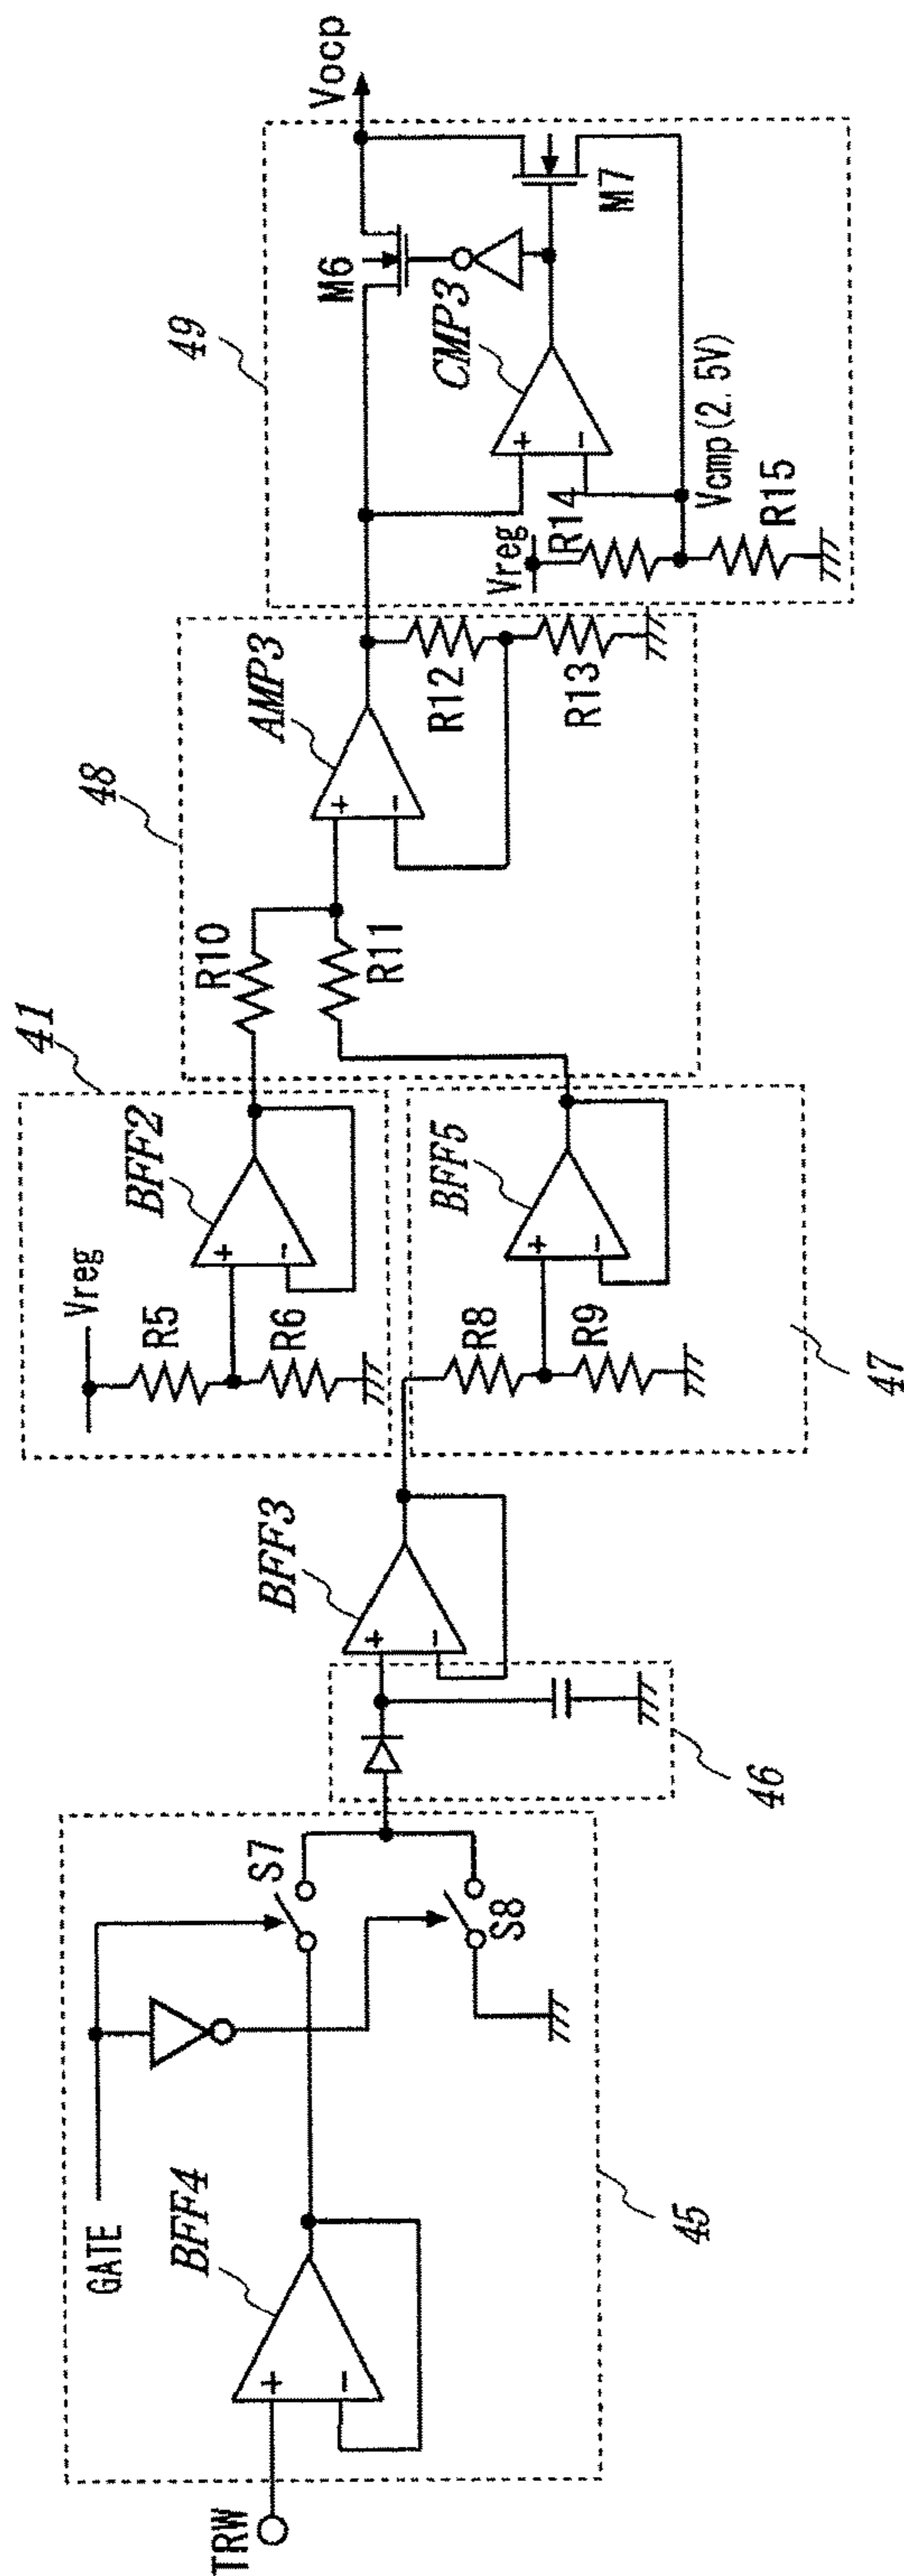 TRW
GATE
BFF4
+
−
S7
S8
45
46
BFF3
+
−
Vreg
R5
R6
BFF2
+
−
41
R8
R9
BFF5
+
−
47
R10
R11
48
AMP3
+
−
R12
R13
49
Vreg
R14
R15
Vcmp(2.5V)
CMP3
+
−
M6
M7
Vocp